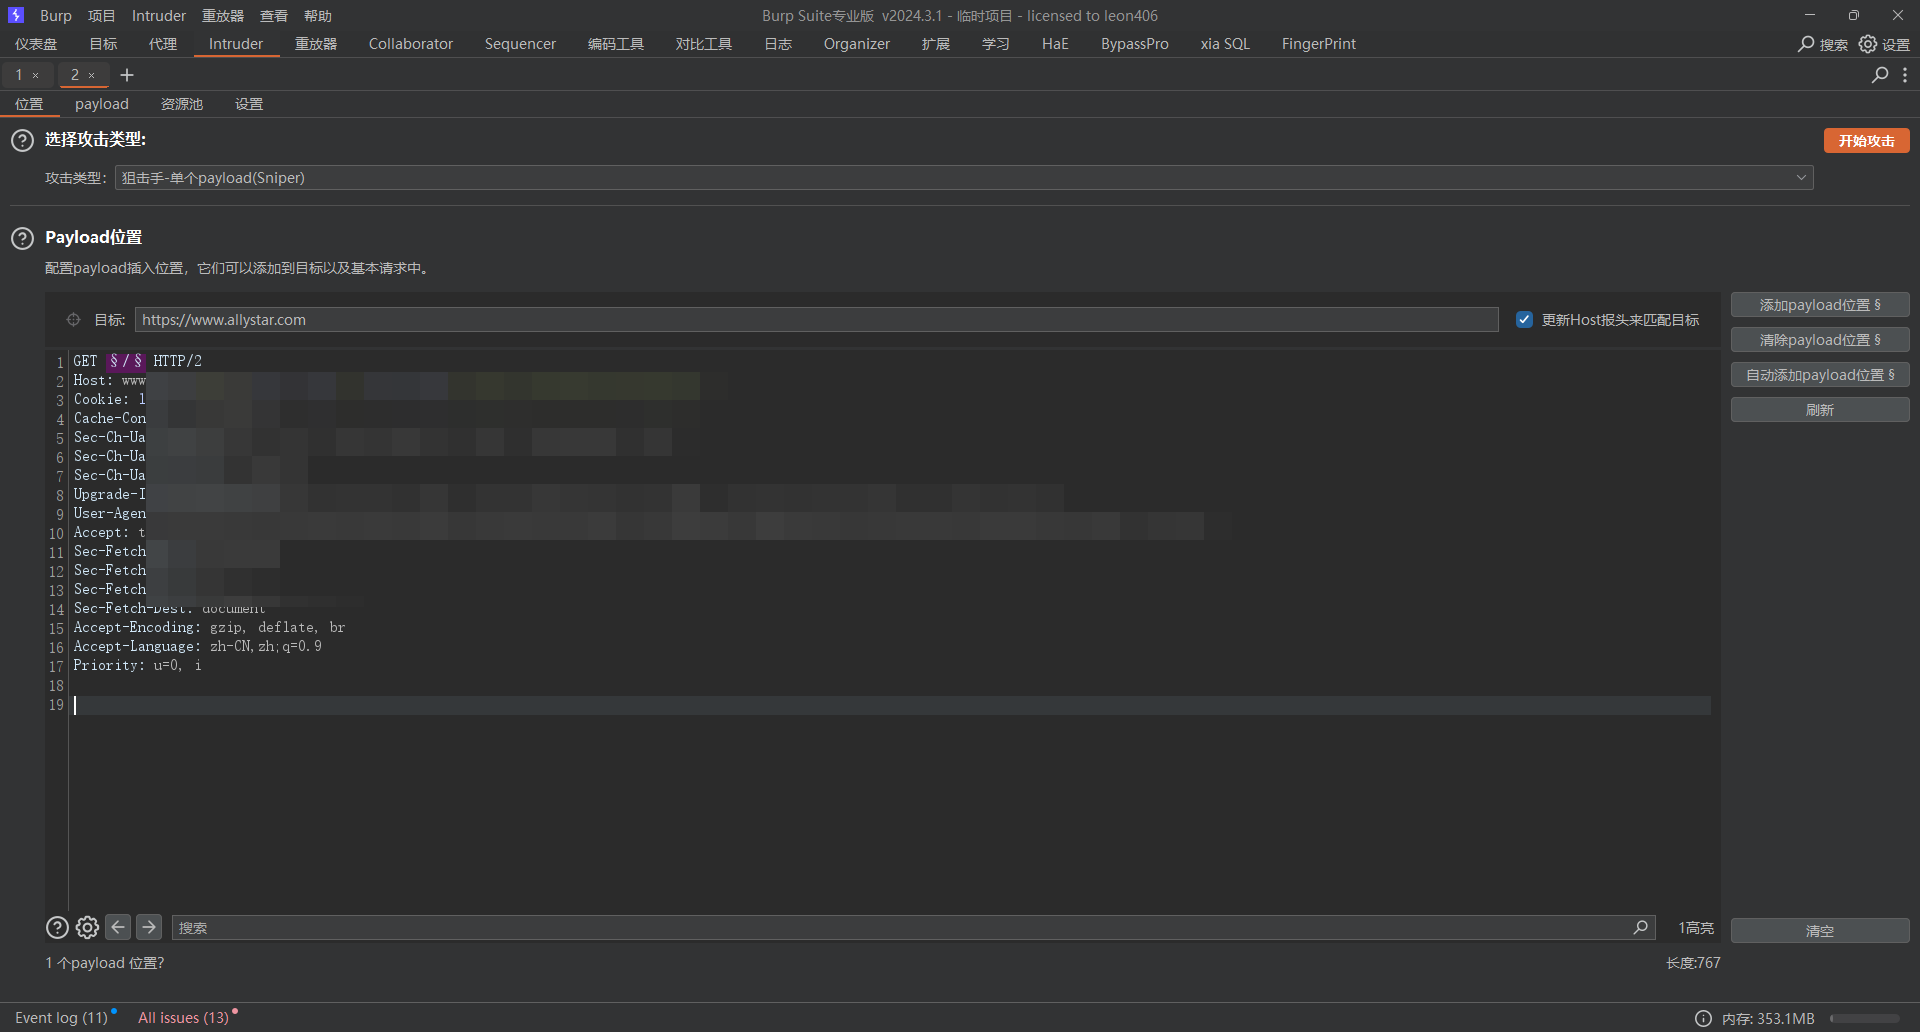 Burp 项目 Intruder 重放器 查看 帮助 Burp Suite专业版 v2024.3.1 - 临时项目 - licensed to leon406
仪表盘 目标 代理 Intruder 重放器 Collaborator Sequencer 编码工具 对比工具 日志 Organizer 扩展 学习 HaE BypassPro xia SQL FingerPrint 搜索 设置
1 × 2 × +
位置 payload 资源池 设置
选择攻击类型: 开始攻击
攻击类型: 狙击手-单个payload(Sniper)
Payload位置
配置payload插入位置，它们可以添加到目标以及基本请求中。
目标: https://www.allystar.com 更新Host报头来匹配目标
添加payload位置 §
清除payload位置 §
自动添加payload位置 §
刷新
1 GET §/§ HTTP/2
2 Host: www
3 Cookie: l
4 Cache-Con
5 Sec-Ch-Ua
6 Sec-Ch-Ua
7 Sec-Ch-Ua
8 Upgrade-I
9 User-Agen
10 Accept: t
11 Sec-Fetch
12 Sec-Fetch
13 Sec-Fetch
14 Sec-Fetch-Dest: document
15 Accept-Encoding: gzip, deflate, br
16 Accept-Language: zh-CN,zh;q=0.9
17 Priority: u=0, i
18
19
搜索 1高亮 清空
1 个payload 位置? 长度:767
Event log (11) All issues (13) 内存: 353.1MB